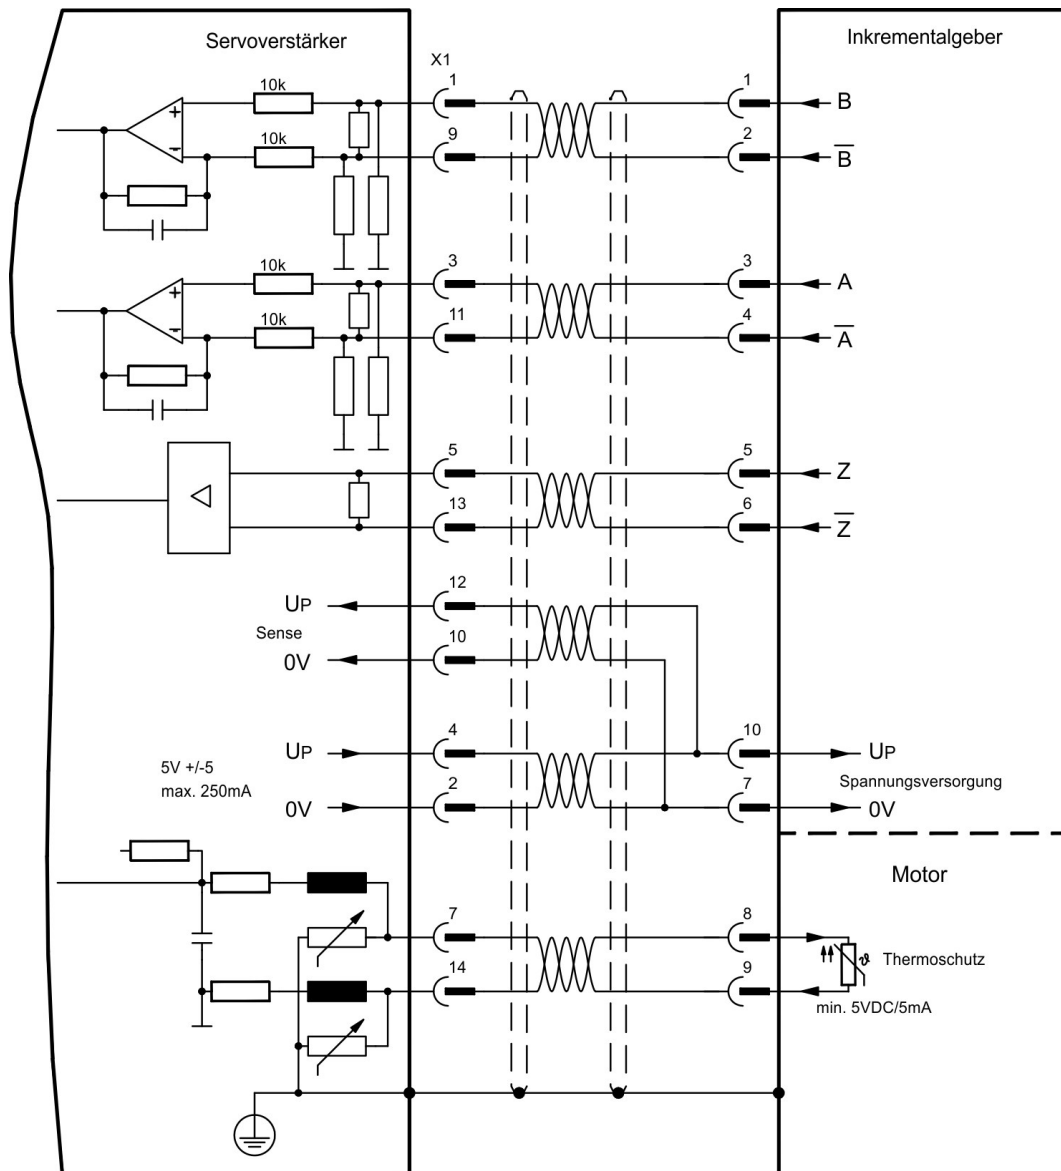 Servoverstärker
Inkrementalgeber
X1
10k
1
1
B
10k
9
2
B̅
10k
3
3
A
10k
11
4
A̅
5
5
Z
13
6
Z̅
UP
12
Sense
0V
10
UP
4
10
UP
5V +/-5
max. 250mA
Spannungsversorgung
0V
2
7
0V
Motor
7
8
Thermoschutz
ϑ
14
9
min. 5VDC/5mA